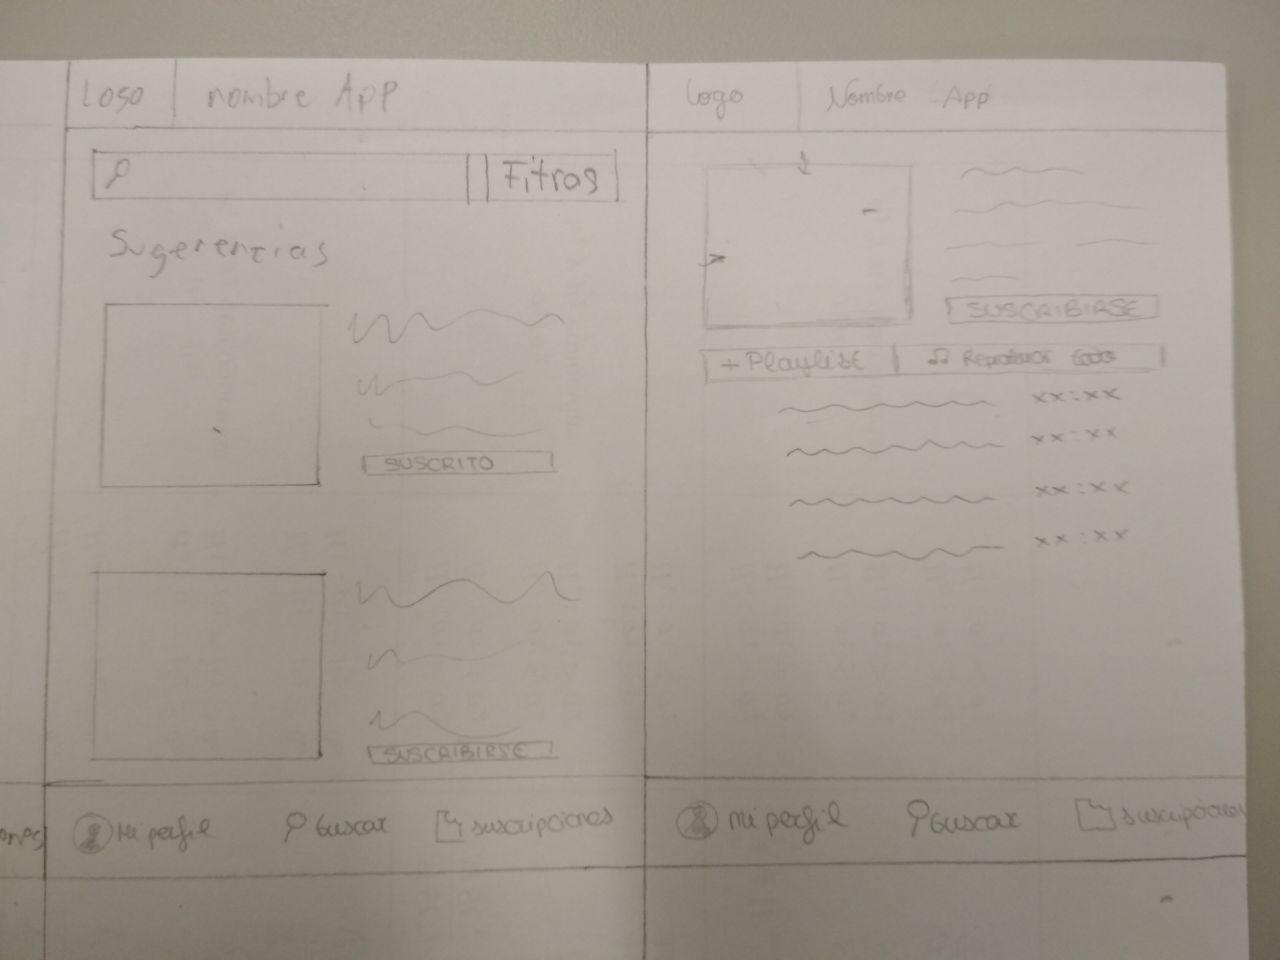 Logo nombre App
Fitros
Sugerencias
SUSCRITO
SUSCRIBIRSE
Mi perfil buscar suscripciones
Logo Nombre App
SUSCRIBIRSE
+ Playlist Reproducir todo
xx:xx
xx:xx
xx:xx
xx:xx
mi perfil Buscar suscripciones
ones